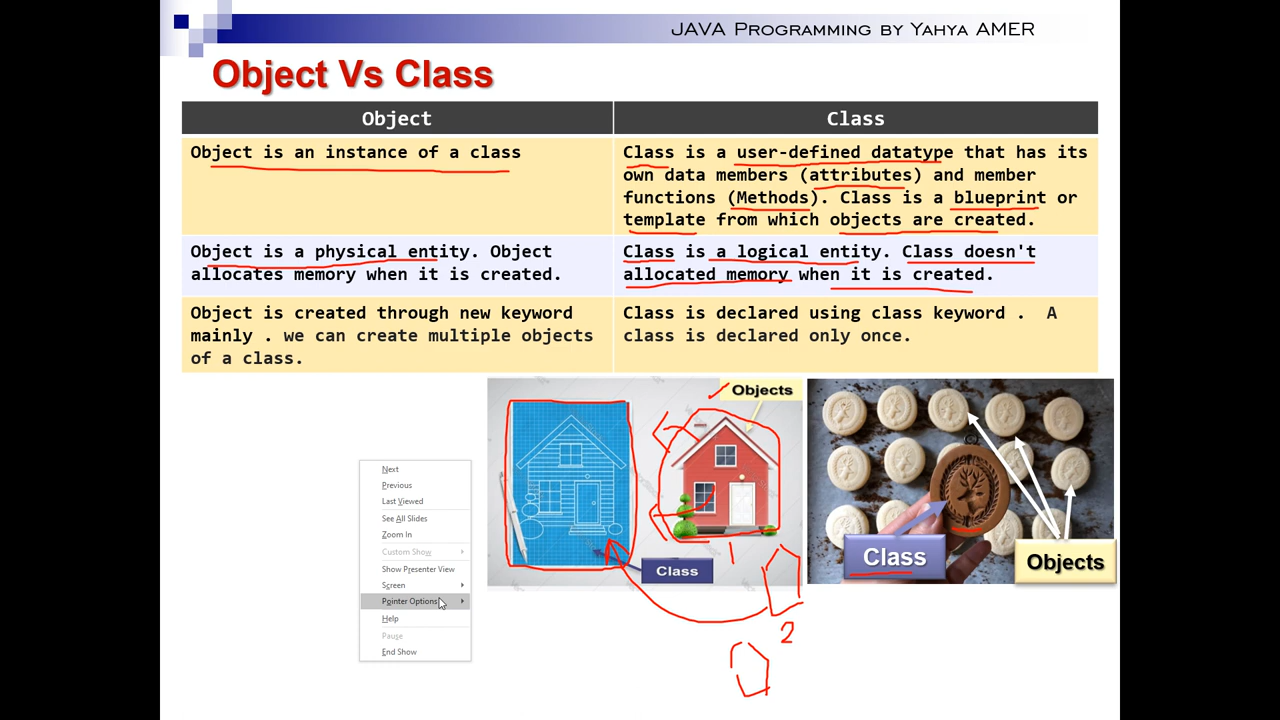 JAVA Programming by Yahya AMER
Object Vs Class
Object
Class
Object is an instance of a class
Class is a user-defined datatype that has its
own data members (attributes) and member
functions (Methods). Class is a blueprint or
template from which objects are created.
Object is a physical entity. Object
allocates memory when it is created.
Class is a logical entity. Class doesn't
allocated memory when it is created.
Object is created through new keyword
mainly . we can create multiple objects
of a class.
Class is declared using class keyword . A
class is declared only once.
Objects
Class
1
2
Class
Objects
Next
Previous
Last Viewed
See All Slides
Zoom In
Custom Show
Show Presenter View
Screen
Pointer Options
Help
Pause
End Show